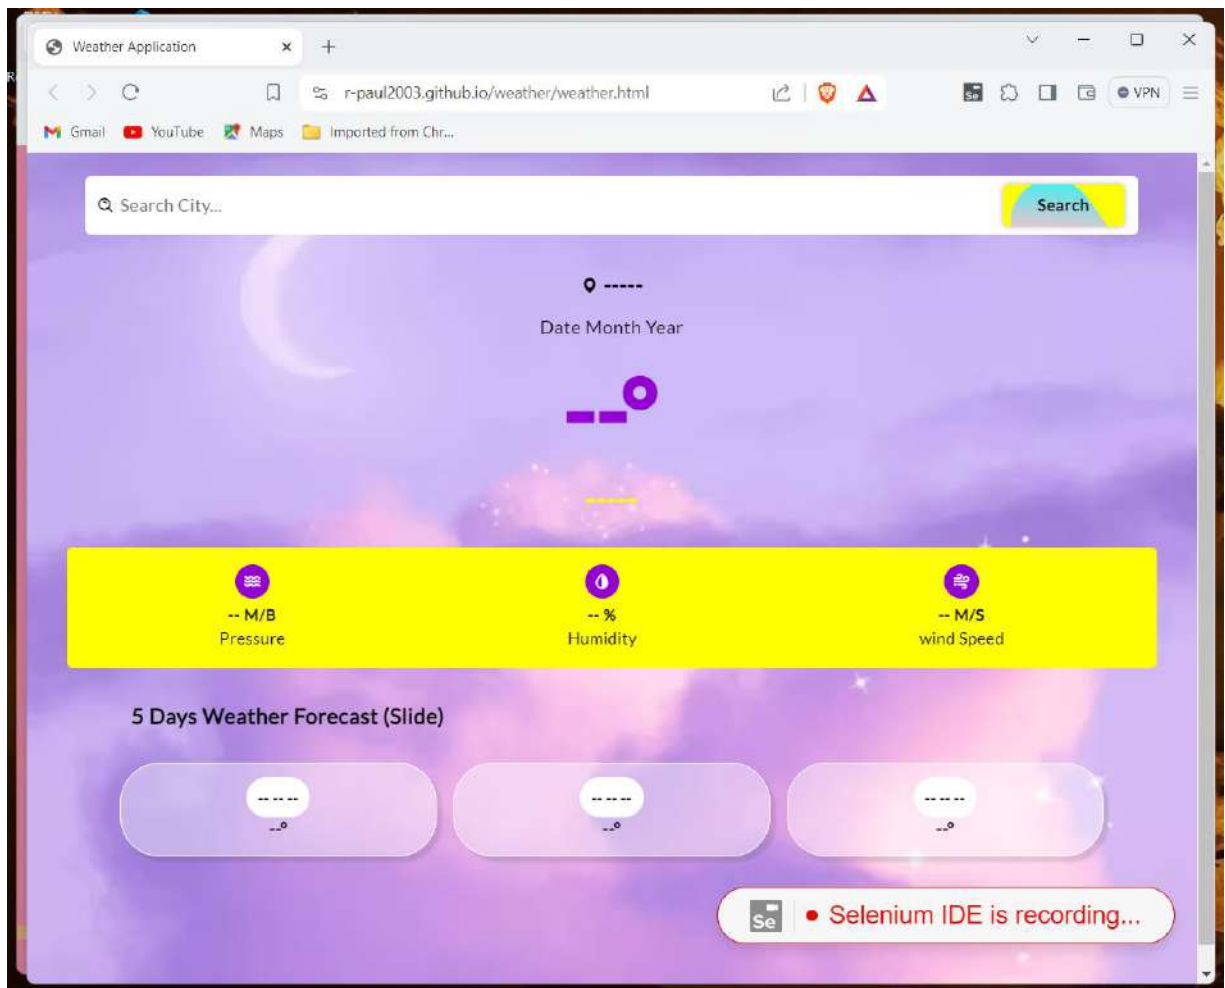 Weather Application
r-paul2003.github.io/weather/weather.html
Se
VPN
Gmail YouTube Maps Imported from Chr...
Search City...
Search
-----
Date Month Year
--°
-----
-- M/B
Pressure
-- %
Humidity
-- M/S
wind Speed
5 Days Weather Forecast (Slide)
-- -- --
--°
-- -- --
--°
-- -- --
--°
Se
Selenium IDE is recording...